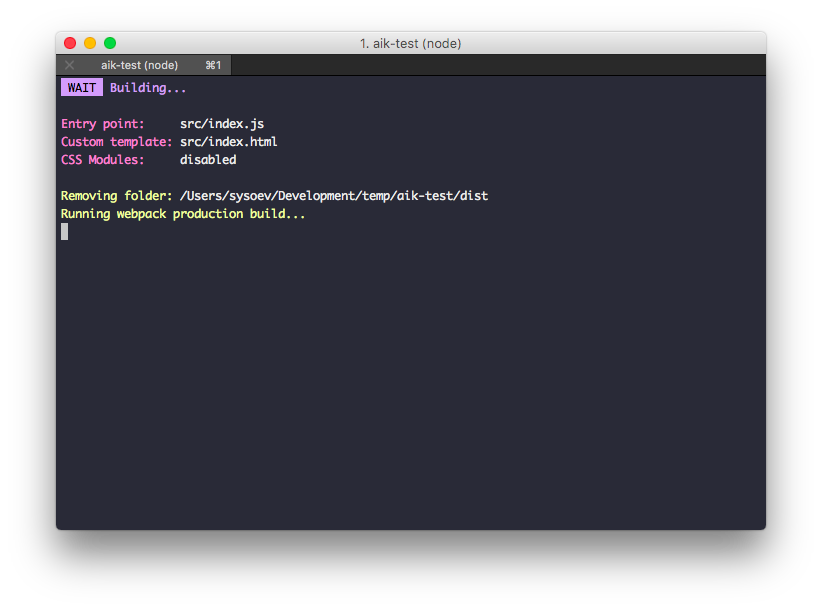 1. aik-test (node)
aik-test (node) ⌘1
WAIT Building...
Entry point: src/index.js
Custom template: src/index.html
CSS Modules: disabled
Removing folder: /Users/sysoev/Development/temp/aik-test/dist
Running webpack production build...